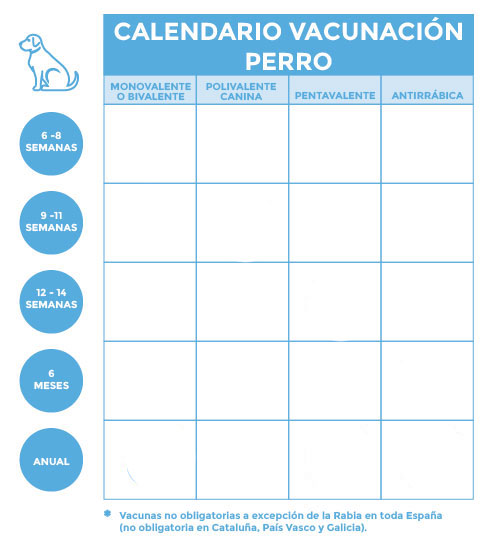 CALENDARIO VACUNACIÓN
PERRO
MONOVALENTE
O BIVALENTE
POLIVALENTE
CANINA
PENTAVALENTE
ANTIRRÁBICA
6 -8
SEMANAS
9 -11
SEMANAS
12 - 14
SEMANAS
6
MESES
ANUAL
* Vacunas no obligatorias a excepción de la Rabia en toda España
(no obligatoria en Cataluña, País Vasco y Galicia).